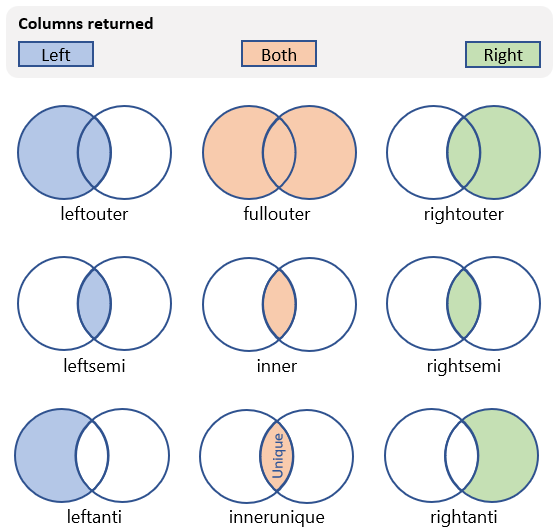 Columns returned
Left
Both
Right
leftouter
fullouter
rightouter
leftsemi
inner
rightsemi
Unique
leftanti
innerunique
rightanti